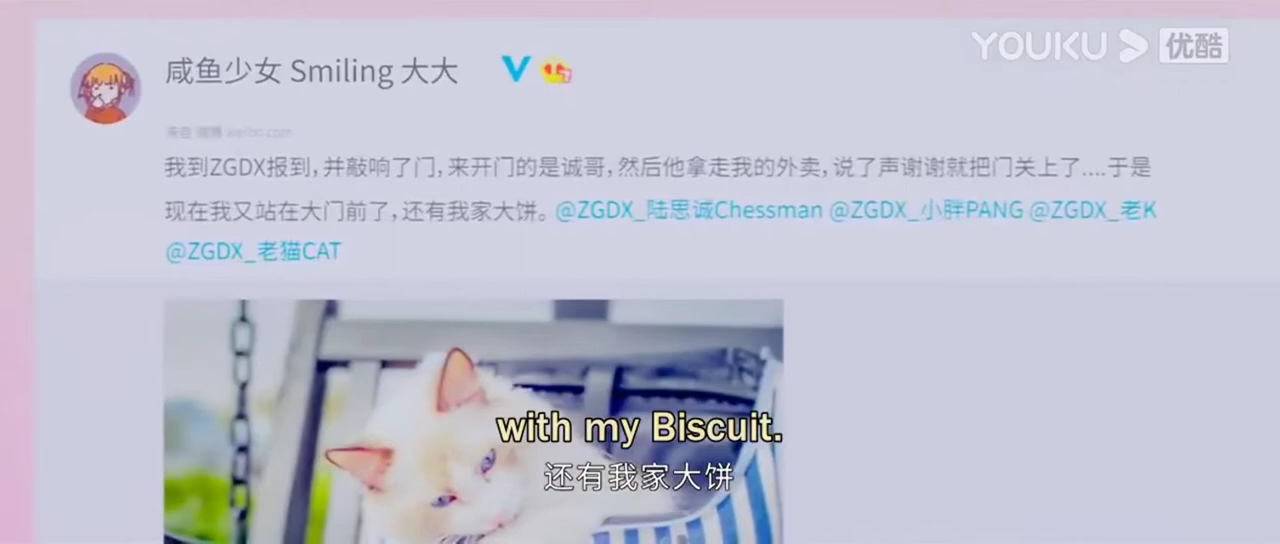 YOUKU 优酷
咸鱼少女 Smiling 大大
来自 微博 weibo.com
我到ZGDX报到，并敲响了门，来开门的是诚哥，然后他拿走我的外卖，说了声谢谢就把门关上了....于是
现在我又站在大门前了，还有我家大饼。@ZGDX_陆思诚Chessman @ZGDX_小胖PANG @ZGDX_老K
@ZGDX_老猫CAT
with my Biscuit.
还有我家大饼